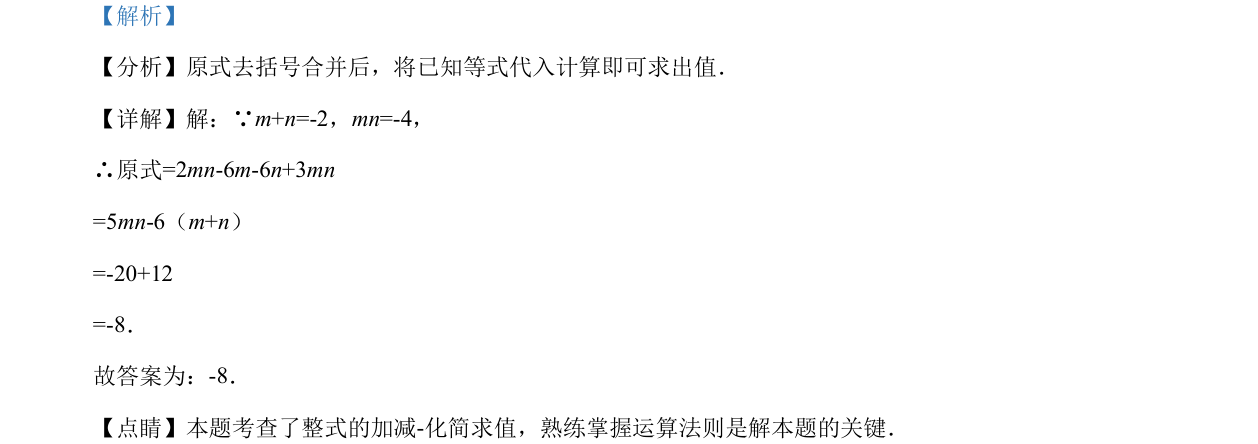 【解析】
【分析】原式去括号合并后，将已知等式代入计算即可求出值．
【详解】解：∵m+n=-2，mn=-4，
∴原式=2mn-6m-6n+3mn
=5mn-6（m+n）
=-20+12
=-8．
故答案为：-8．
【点睛】本题考查了整式的加减-化简求值，熟练掌握运算法则是解本题的关键．